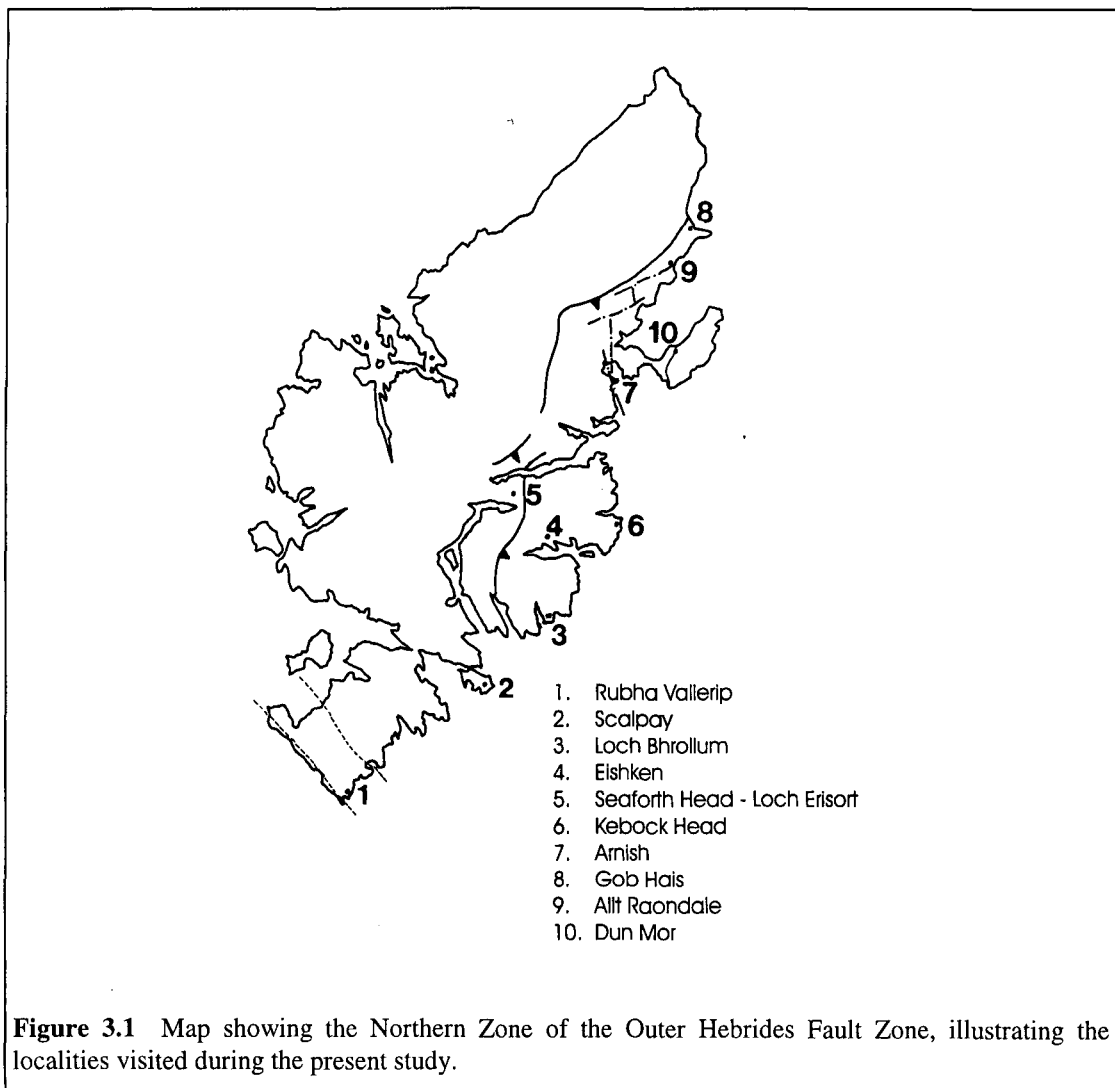 8
9
10
7
5
4
6
3
2
1
1. Rubha Vallerip
2. Scalpay
3. Loch Bhrollum
4. Eishken
5. Seaforth Head - Loch Erisort
6. Kebock Head
7. Arnish
8. Gob Hais
9. Allt Raondale
10. Dun Mor
Figure 3.1 Map showing the Northern Zone of the Outer Hebrides Fault Zone, illustrating the
localities visited during the present study.